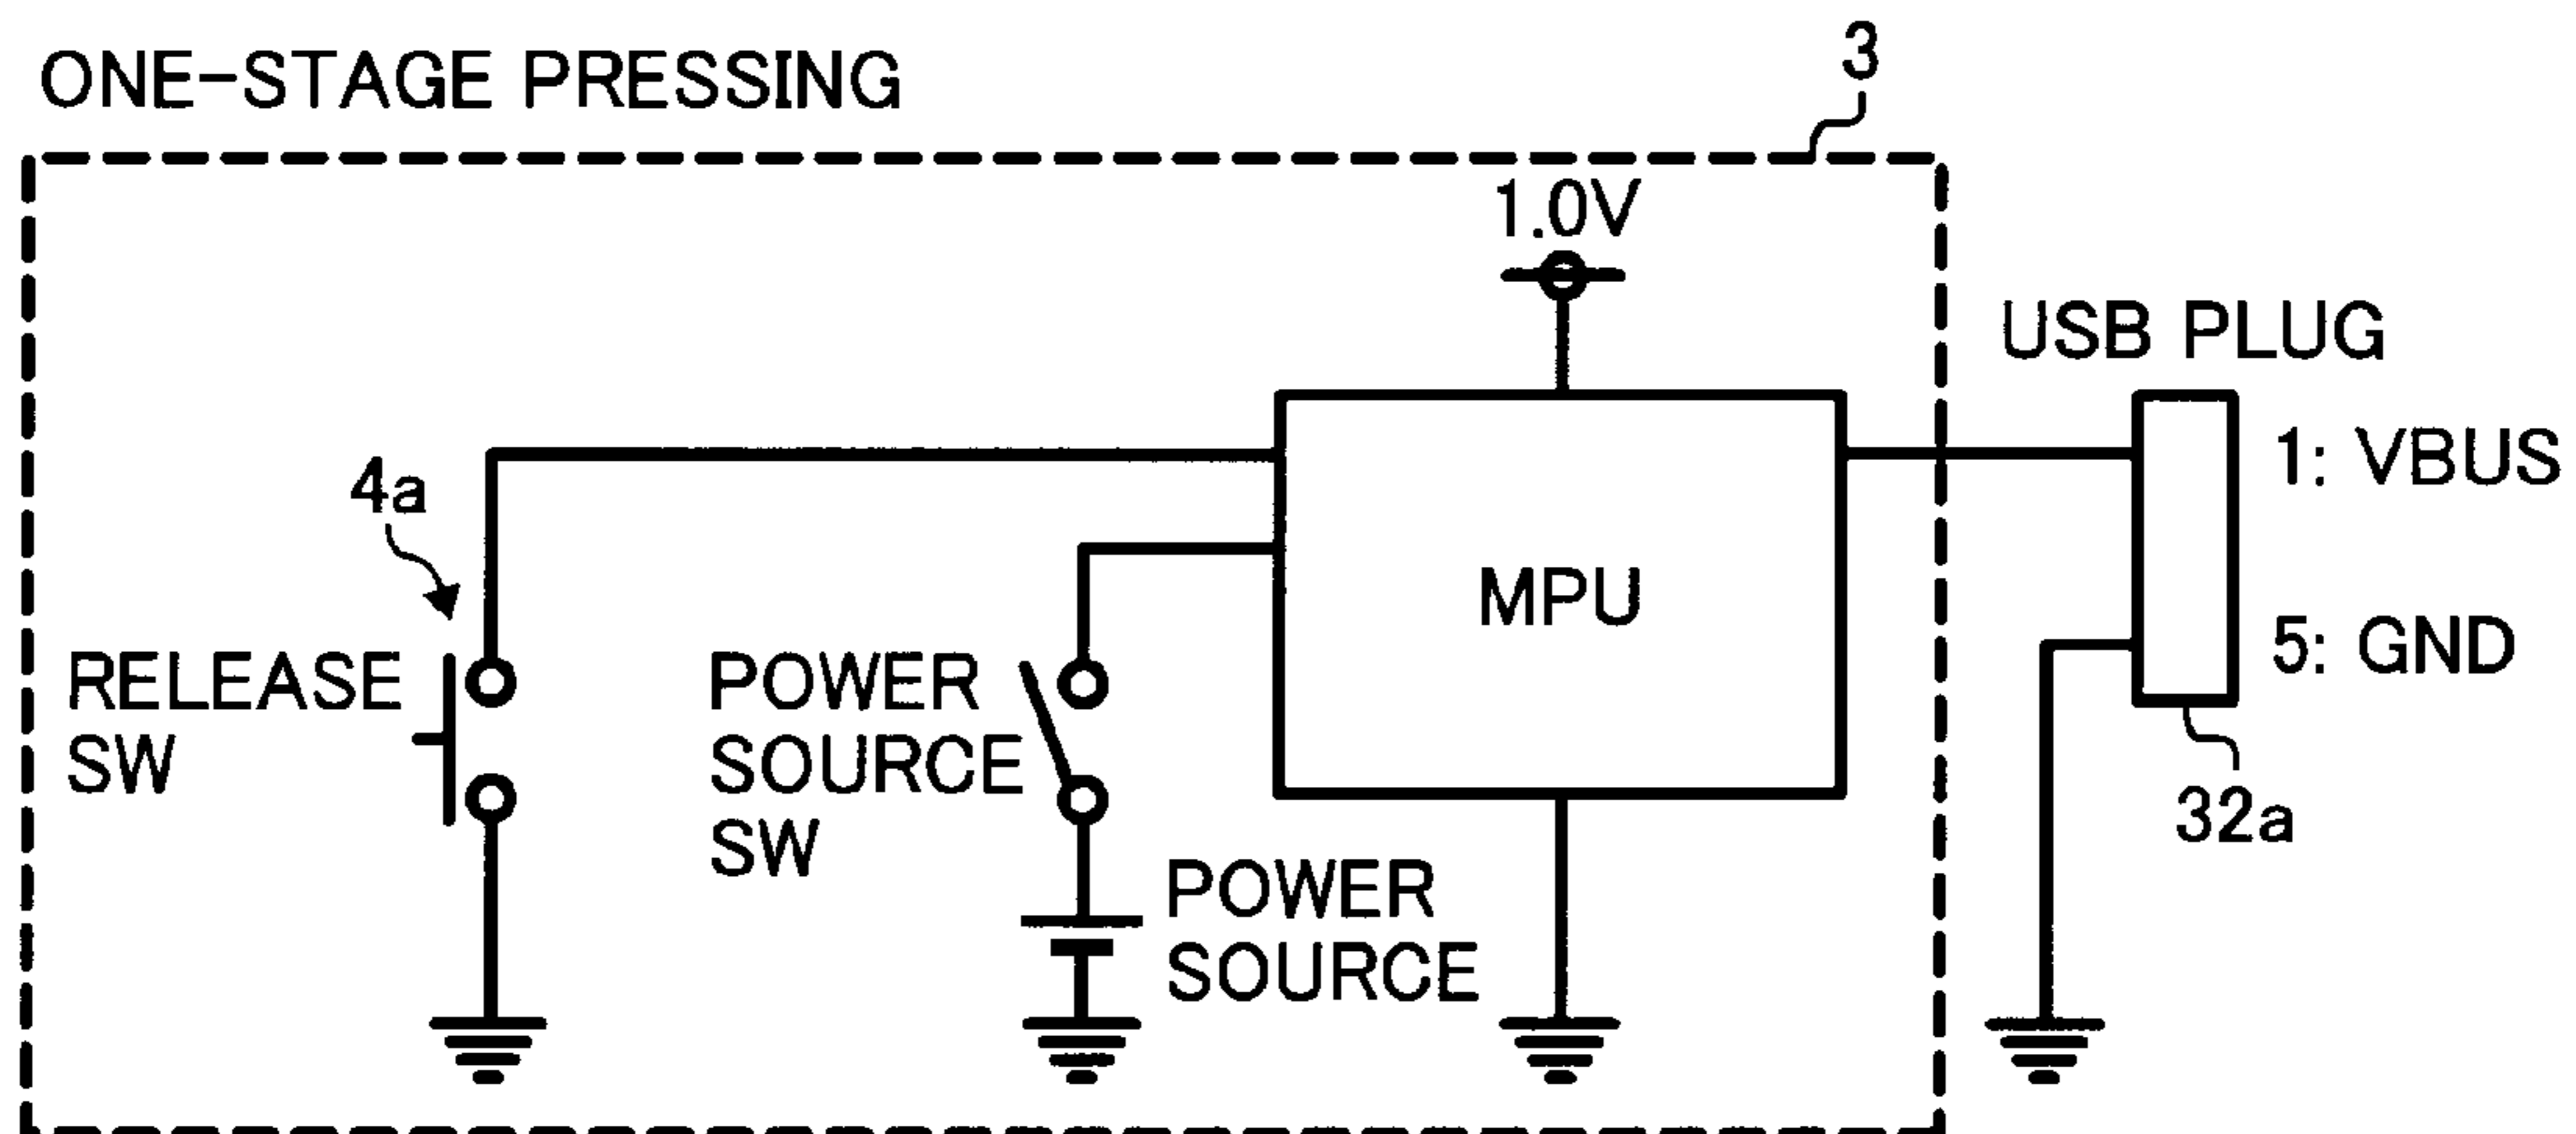 ONE-STAGE PRESSING
3
1.0V
USB PLUG
1: VBUS
4a
MPU
5: GND
RELEASE
SW
POWER
SOURCE
SW
32a
POWER
SOURCE